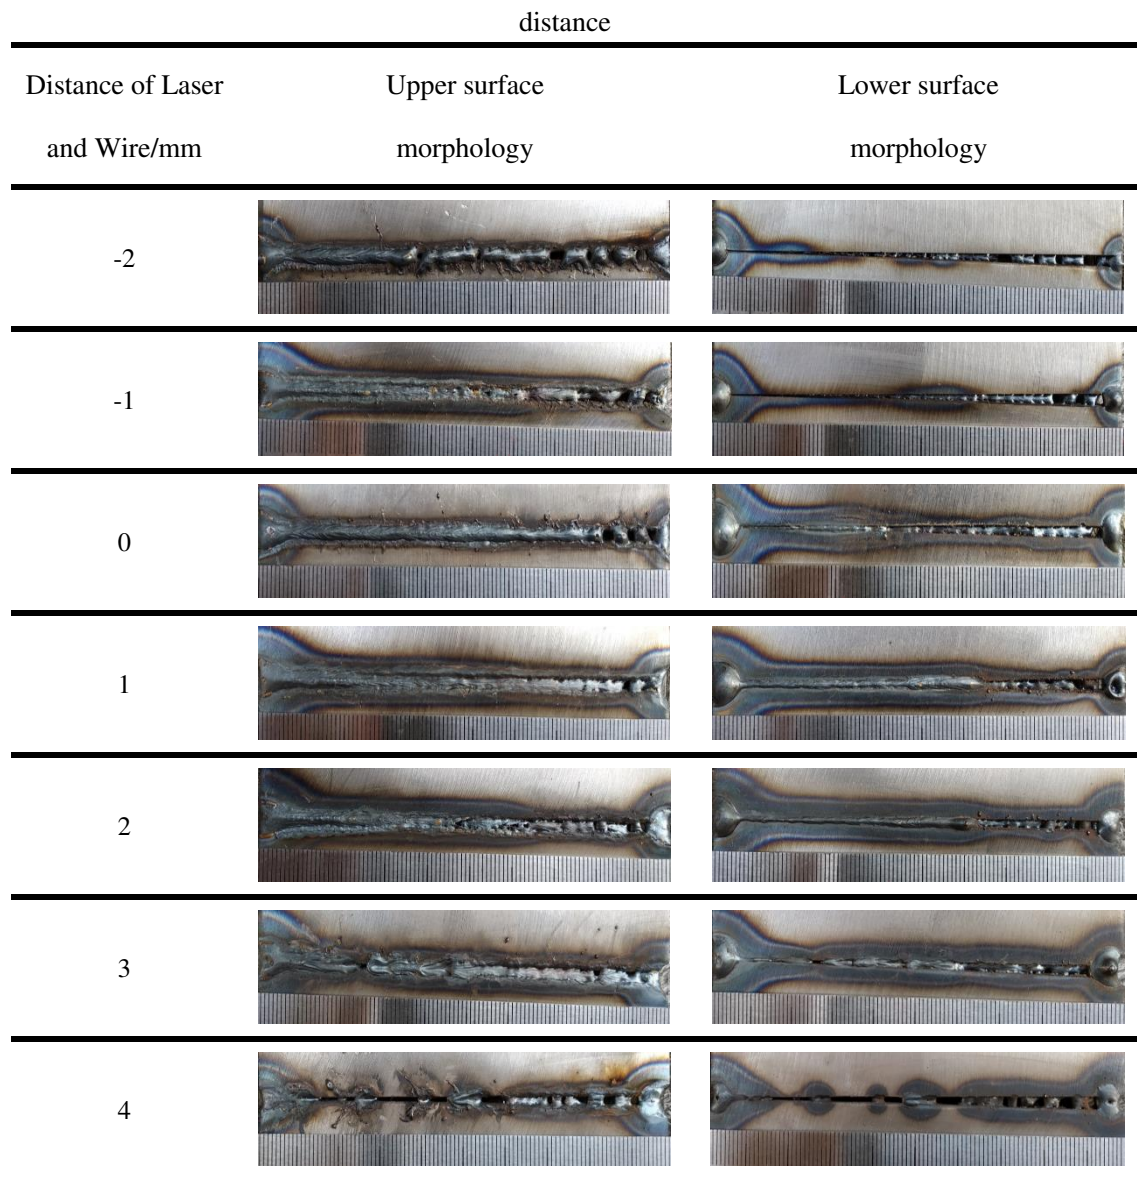 distance
Distance of Laser
and Wire/mm
Upper surface
morphology
Lower surface
morphology
-2
-1
0
1
2
3
4